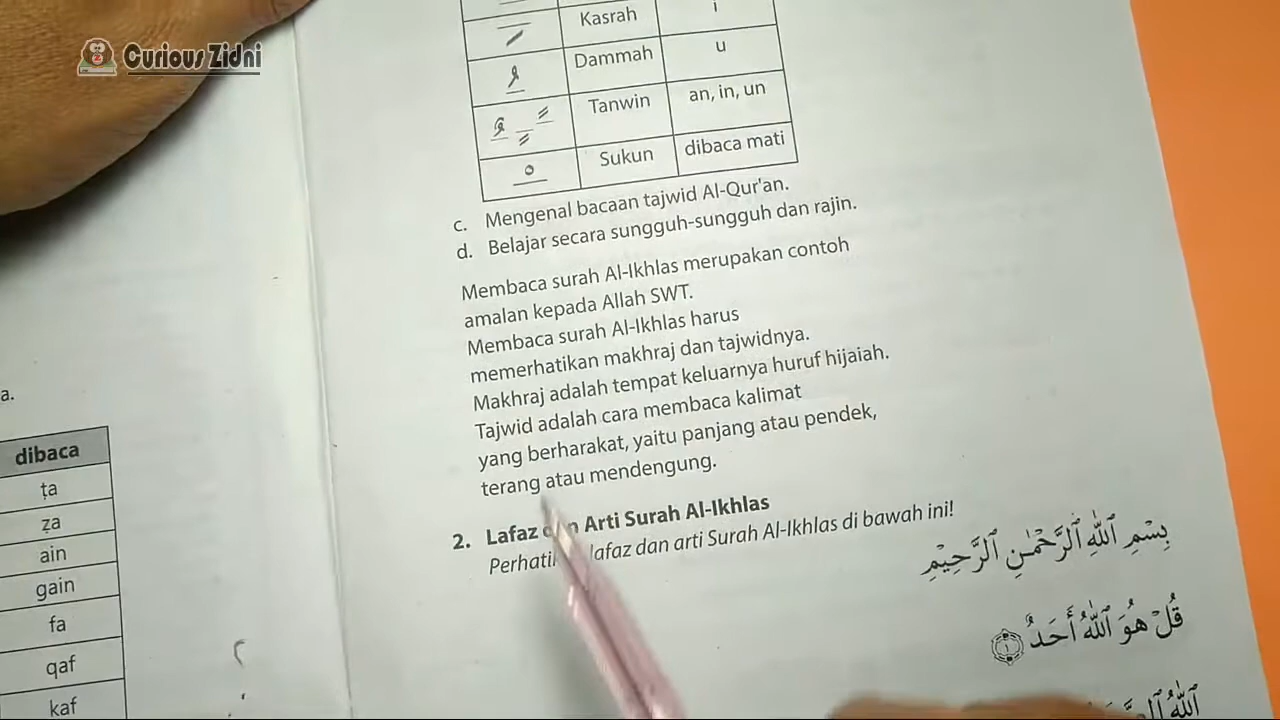 Curious Zidni
Kasrah i
Dammah u
Tanwin an, in, un
Sukun dibaca mati
c. Mengenal bacaan tajwid Al-Qur'an.
d. Belajar secara sungguh-sungguh dan rajin.
Membaca surah Al-Ikhlas merupakan contoh
amalan kepada Allah SWT.
Membaca surah Al-Ikhlas harus
memerhatikan makhraj dan tajwidnya.
Makhraj adalah tempat keluarnya huruf hijaiah.
Tajwid adalah cara membaca kalimat
yang berharakat, yaitu panjang atau pendek,
terang atau mendengung.
2. Lafaz Arti Surah Al-Ikhlas
lafaz dan arti Surah Al-Ikhlas di bawah ini!
بِسْمِ ٱللَّهِ ٱلرَّحْمَٰنِ ٱلرَّحِيْمِ
قُلْ هُوَ ٱللَّهُ أَحَدٌ ١
ٱللَّهُ
a.
dibaca
ṭa
ẓa
ain
gain
fa
qaf
kaf